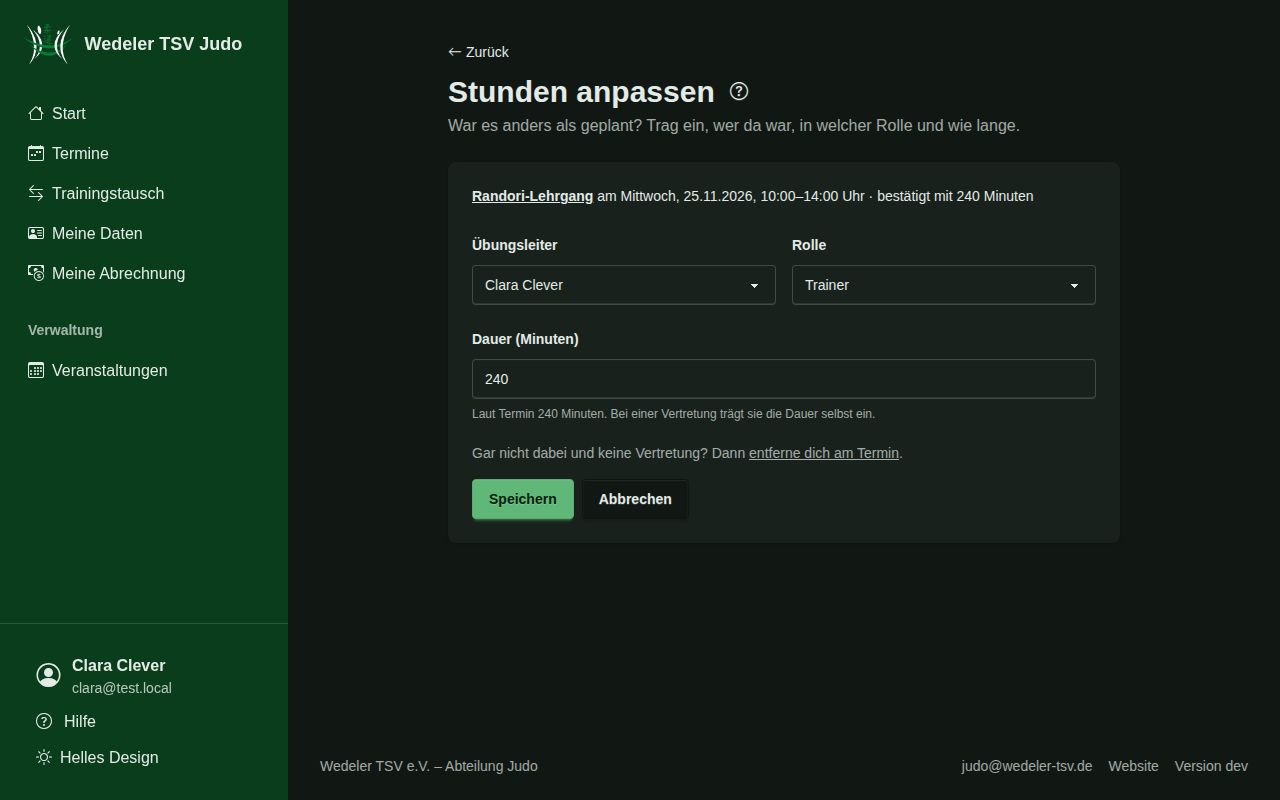 Wedeler TSV Judo
Start
Termine
Trainingstausch
Meine Daten
Meine Abrechnung
Verwaltung
Veranstaltungen
Clara Clever
clara@test.local
Hilfe
Helles Design
← Zurück
Stunden anpassen
War es anders als geplant? Trag ein, wer da war, in welcher Rolle und wie lange.
Randori-Lehrgang am Mittwoch, 25.11.2026, 10:00–14:00 Uhr · bestätigt mit 240 Minuten
Übungsleiter
Rolle
Clara Clever
Trainer
Dauer (Minuten)
240
Laut Termin 240 Minuten. Bei einer Vertretung trägt sie die Dauer selbst ein.
Gar nicht dabei und keine Vertretung? Dann entferne dich am Termin.
Speichern
Abbrechen
Wedeler TSV e.V. – Abteilung Judo
judo@wedeler-tsv.de
Website
Version dev